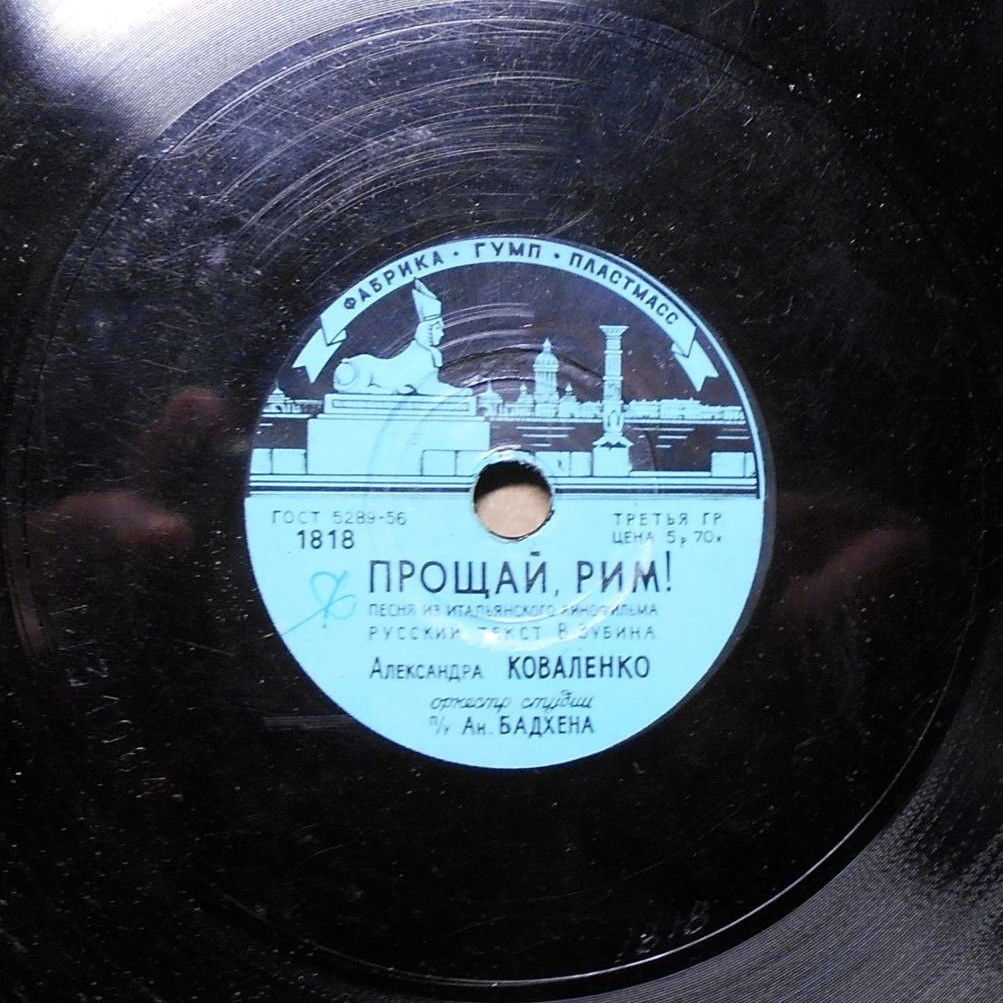 ФАБРИКА · ГУМП · ПЛАСТМАСС
ГОСТ 5289-56
1818
ТРЕТЬЯ ГР.
ЦЕНА 5р 70к
ПРОЩАЙ, РИМ!
ПЕСНЯ ИЗ ИТАЛЬЯНСКОГО КИНОФИЛЬМА
РУССКИЙ ТЕКСТ В. ЗУБИНА.
АЛЕКСАНДРА КОВАЛЕНКО
оркестр студии
П/У АН. БАДХЕНА